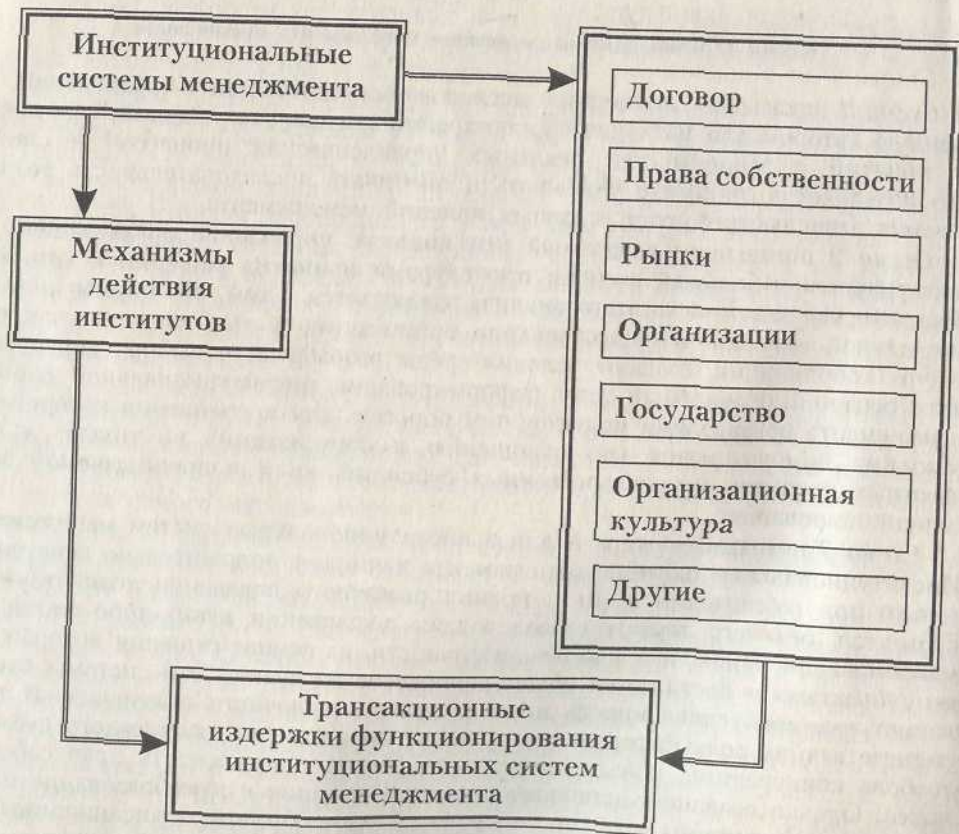 Институциональные
системы менеджмента
Механизмы
действия
институтов
Договор
Права собственности
Рынки
Организации
Государство
Организационная
культура
Другие
Трансакционные
издержки функционирования
институциональных систем
менеджмента